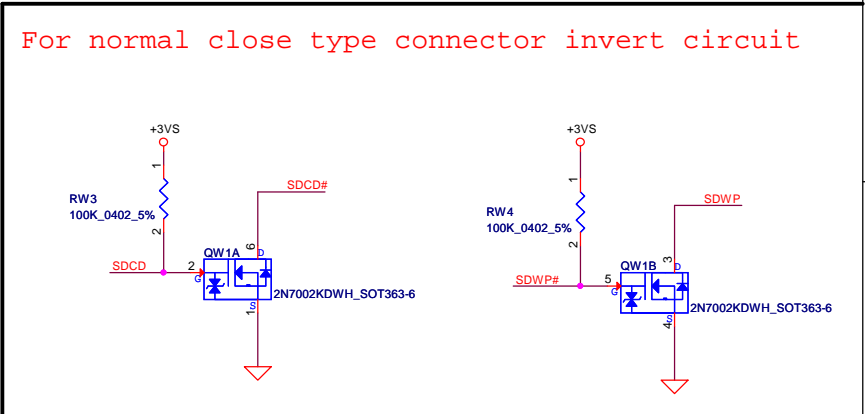 For normal close type connector invert circuit
+3VS
1
RW3
100K_0402_5%
2
SDCD#
SDCD
2
G
QW1A
6
D
2N7002KDWH_SOT363-6
1
S
+3VS
1
RW4
100K_0402_5%
2
SDWP
SDWP#
5
G
QW1B
3
D
2N7002KDWH_SOT363-6
4
S